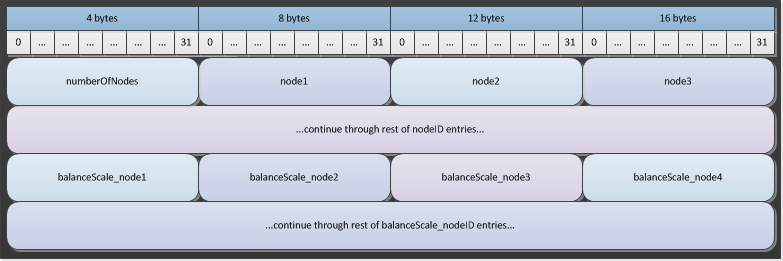 4 bytes 8 bytes 12 bytes 16 bytes
0 ... ... ... ... ... ... 31 0 ... ... ... ... ... ... 31 0 ... ... ... ... ... ... 31 0 ... ... ... ... ... ... 31
numberOfNodes node1 node2 node3
...continue through rest of nodeID entries...
balanceScale_node1 balanceScale_node2 balanceScale_node3 balanceScale_node4
...continue through rest of balanceScale_nodeID entries...